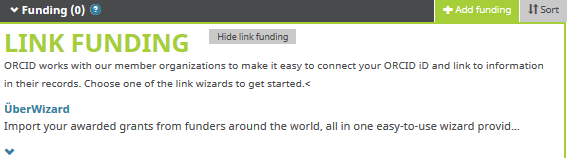 Funding (0) ? + Add funding Sort
LINK FUNDING Hide link funding
ORCID works with our member organizations to make it easy to connect your ORCID iD and link to information
in their records. Choose one of the link wizards to get started.<
ÜberWizard
Import your awarded grants from funders around the world, all in one easy-to-use wizard provid...